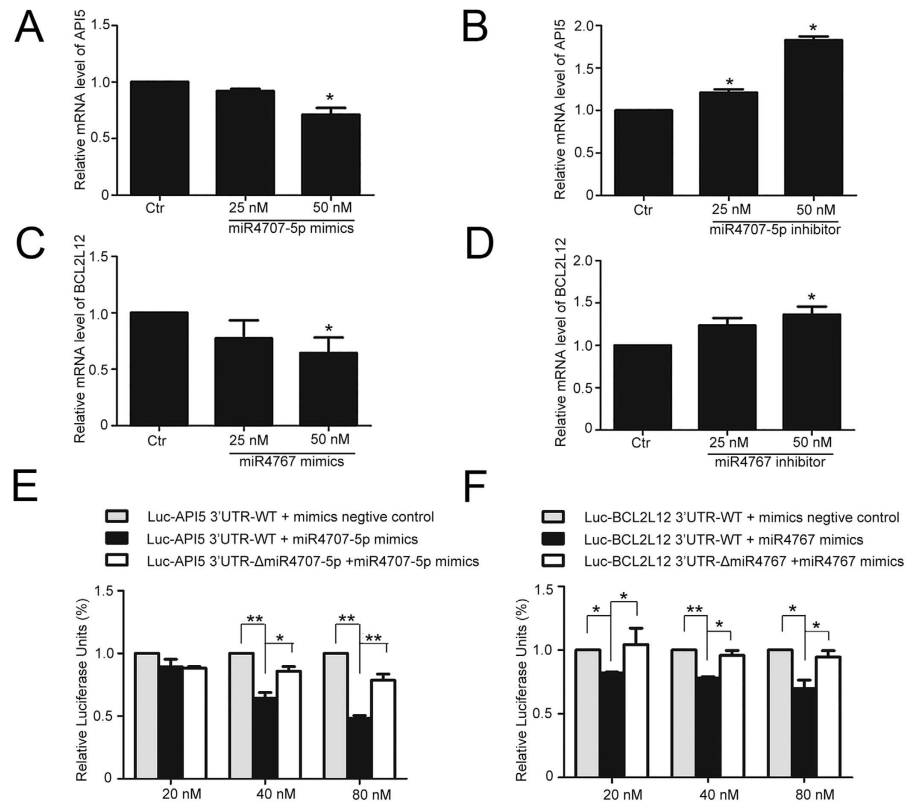 A
Relative mRNA level of API5
1.5
1.0
0.5
0
*
Ctr
25 nM
50 nM
miR4707-5p mimics
B
Relative mRNA level of API5
2.0
1.5
1.0
0.5
0
*
*
Ctr
25 nM
50 nM
miR4707-5p inhibitor
C
Relative mRNA level of BCL2L12
1.5
1.0
0.5
0
*
Ctr
25 nM
50 nM
miR4767 mimics
D
Relative mRNA level of BCL2L12
2.0
1.5
1.0
0.5
0
*
Ctr
25 nM
50 nM
miR4767 inhibitor
E
Luc-API5 3'UTR-WT + mimics negtive control
Luc-API5 3'UTR-WT + miR4707-5p mimics
Luc-API5 3'UTR-ΔmiR4707-5p +miR4707-5p mimics
Relative Luciferase Units (%)
1.5
1.0
0.5
0
** *
** **
20 nM
40 nM
80 nM
F
Luc-BCL2L12 3'UTR-WT + mimics negtive control
Luc-BCL2L12 3'UTR-WT + miR4767 mimics
Luc-BCL2L12 3'UTR-ΔmiR4767 +miR4767 mimics
Relative Luciferase Units (%)
1.5
1.0
0.5
0
* *
** *
* *
20 nM
40 nM
80 nM